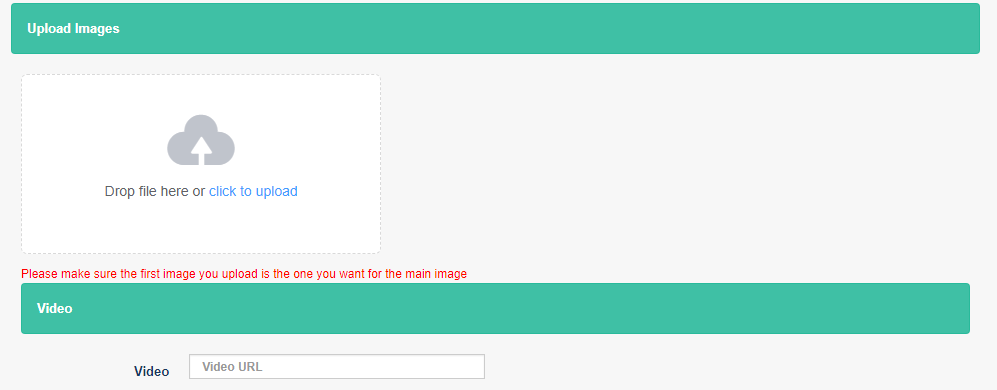 Upload Images
Drop file here or click to upload
Please make sure the first image you upload is the one you want for the main image
Video
Video Video URL